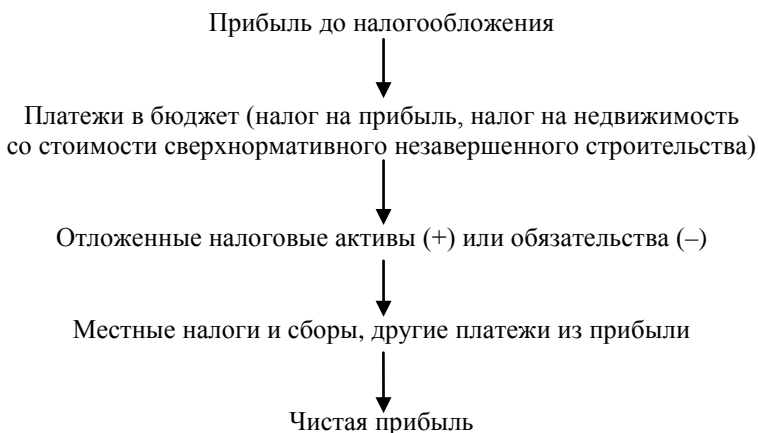 Прибыль до налогообложения
Платежи в бюджет (налог на прибыль, налог на недвижимость
со стоимости сверхнормативного незавершенного строительства)
Отложенные налоговые активы (+) или обязательства (–)
Местные налоги и сборы, другие платежи из прибыли
Чистая прибыль